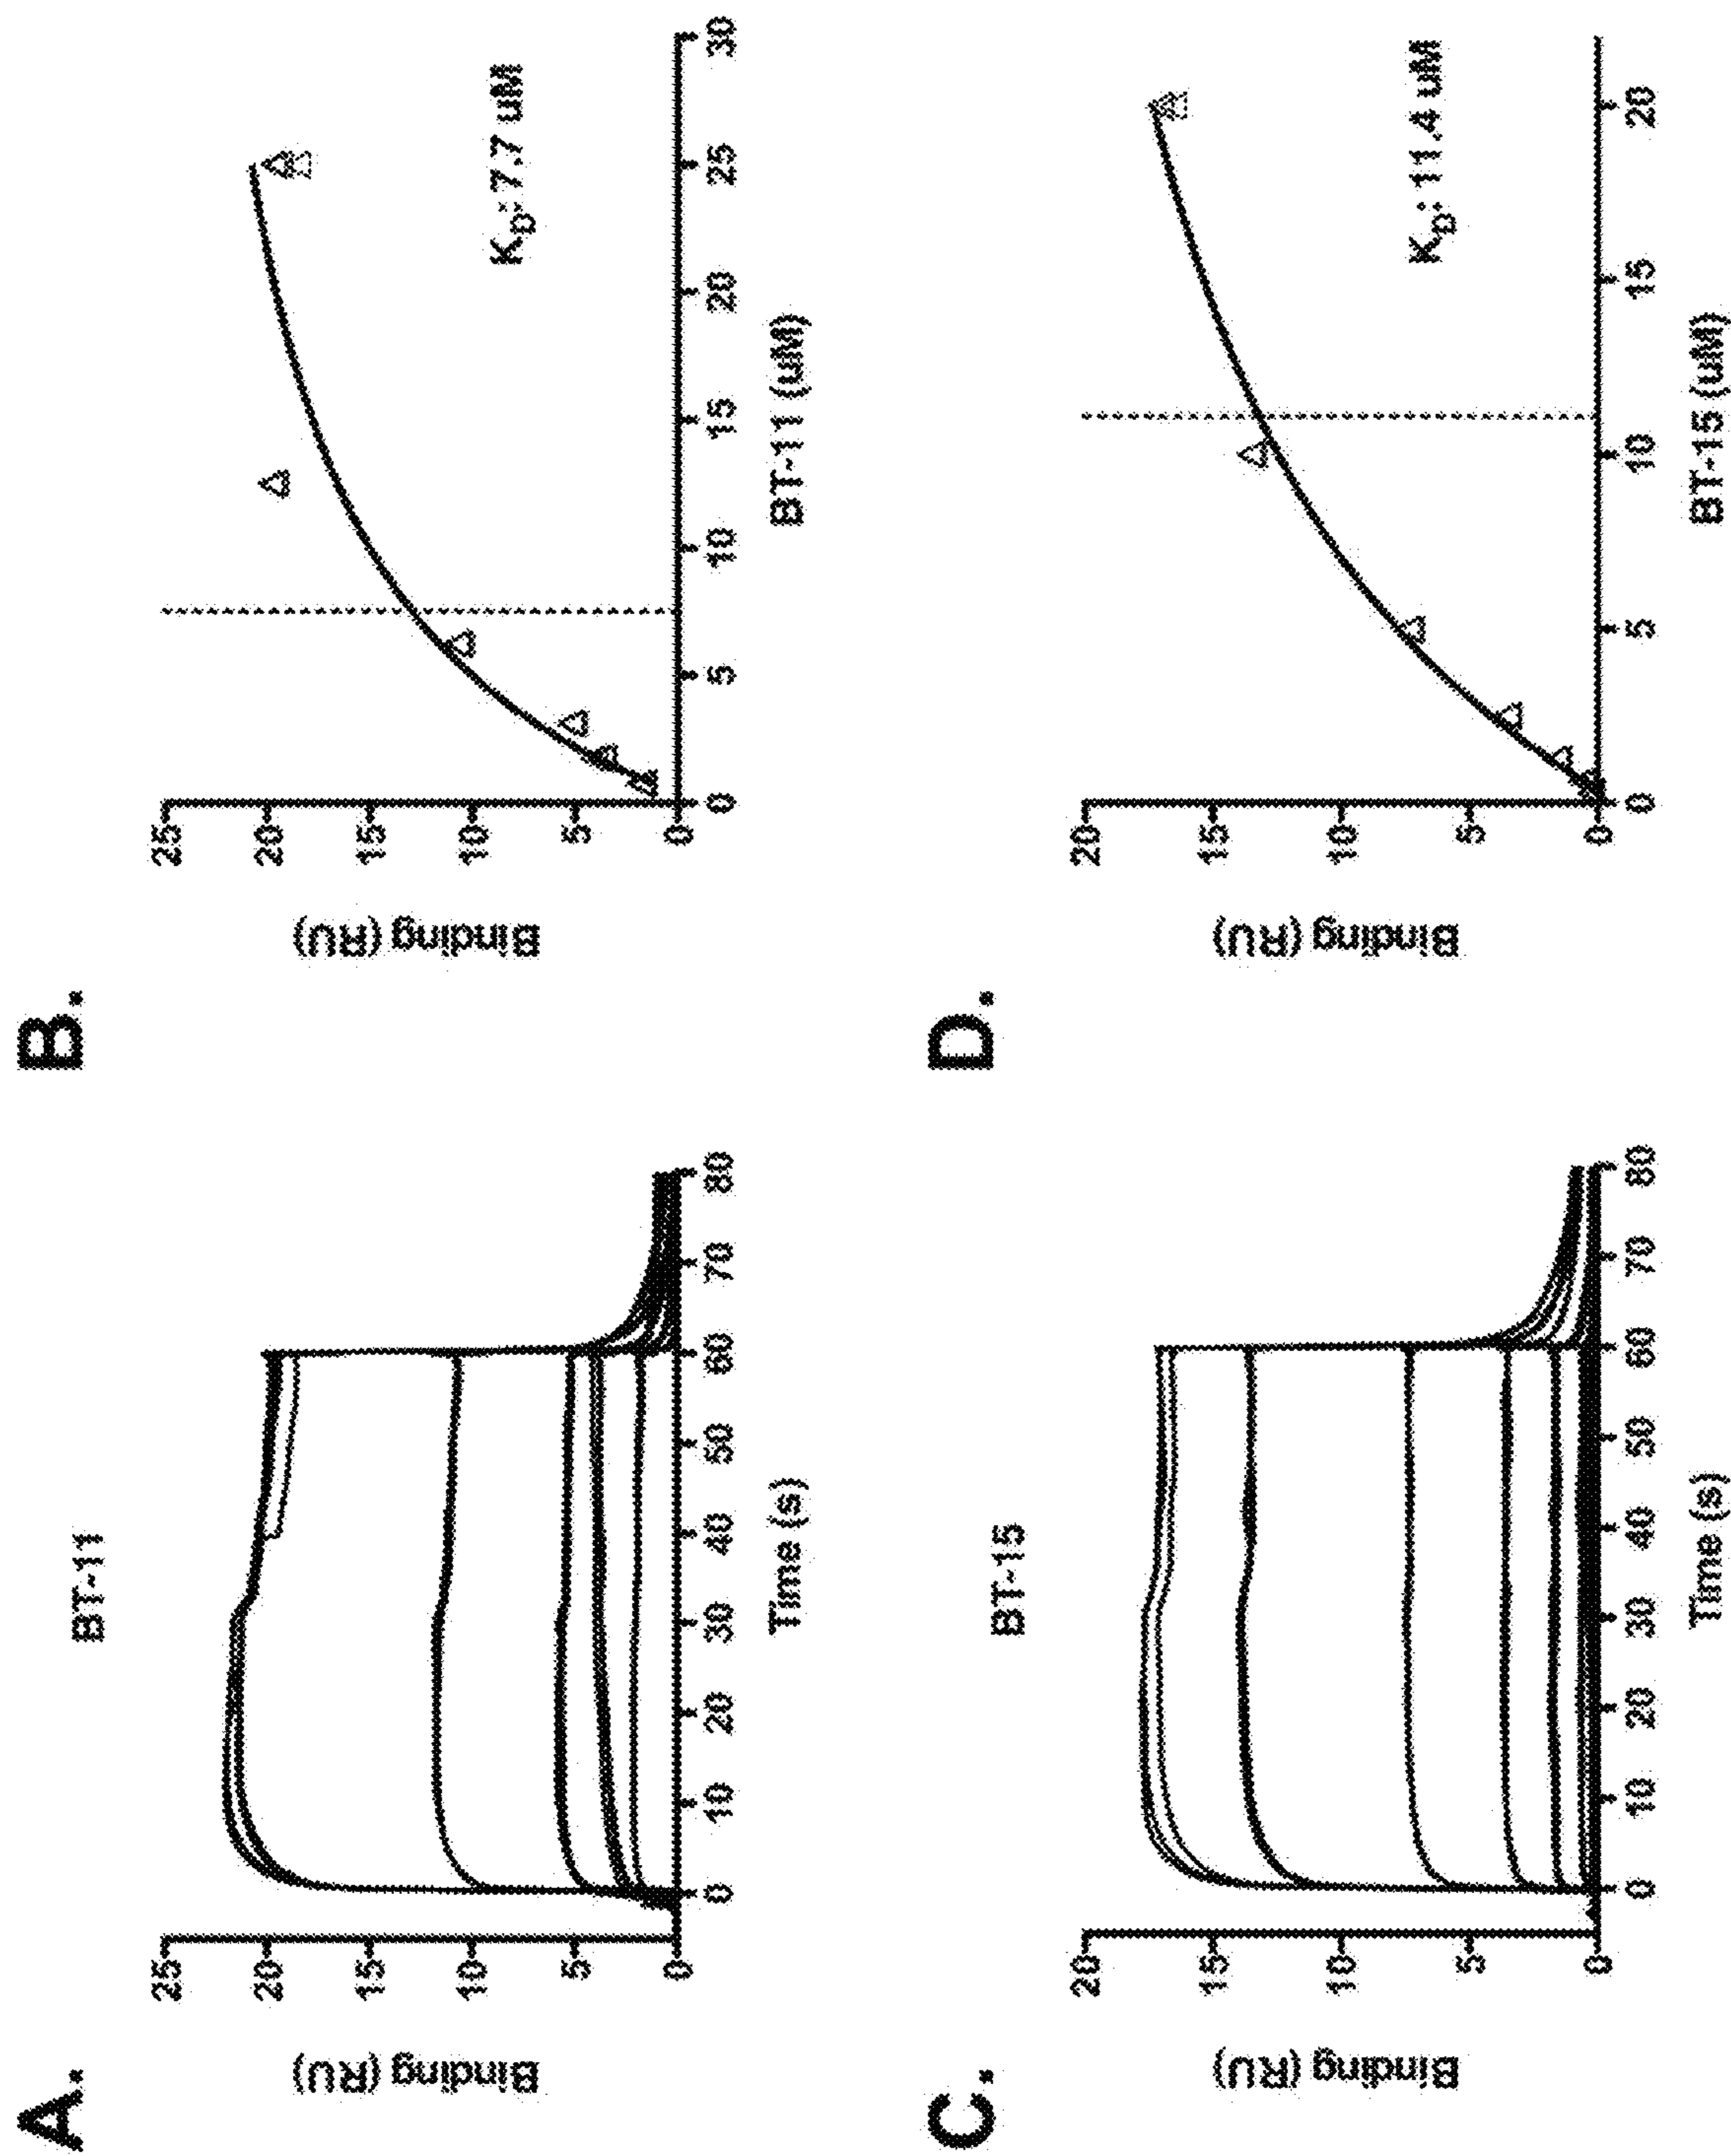 A.
BT-11
Binding (RU)
25
20
15
10
5
0
0 10 20 30 40 50 60 70 80
Time (s)
B.
Binding (RU)
25
20
15
10
5
0
K_D: 7.7 uM
0 5 10 15 20 25 30
BT-11 (uM)
C.
BT-15
Binding (RU)
20
15
10
5
0
0 10 20 30 40 50 60 70 80
Time (s)
D.
Binding (RU)
20
15
10
5
0
K_D: 11.4 uM
0 5 10 15 20
BT-15 (uM)